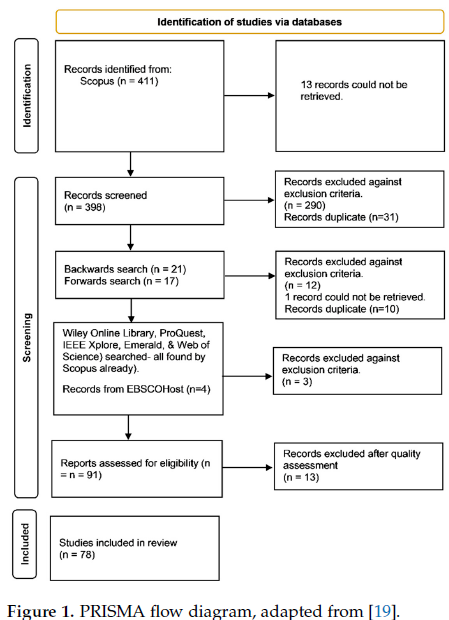 Identification of studies via databases
Identification
Records identified from:
Scopus (n = 411)
13 records could not be
retrieved.
Screening
Records screened
(n = 398)
Records excluded against
exclusion criteria.
(n = 290)
Records duplicate (n=31)
Backwards search (n = 21)
Forwards search (n = 17)
Records excluded against
exclusion criteria.
(n = 12)
1 record could not be retrieved.
Records duplicate (n=10)
Wiley Online Library, ProQuest,
IEEE Xplore, Emerald, & Web of
Science) searched- all found by
Scopus already).
Records from EBSCOHost (n=4)
Records excluded against
exclusion criteria.
(n = 3)
Reports assessed for eligibility (n
= n = 91)
Records excluded after quality
assessment
(n = 13)
Included
Studies included in review
(n = 78)
Figure 1. PRISMA flow diagram, adapted from [19].